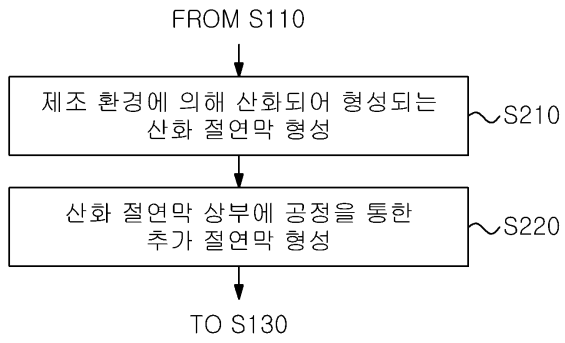 FROM S110
제조 환경에 의해 산화되어 형성되는
산화 절연막 형성
S210
산화 절연막 상부에 공정을 통한
추가 절연막 형성
S220
TO S130